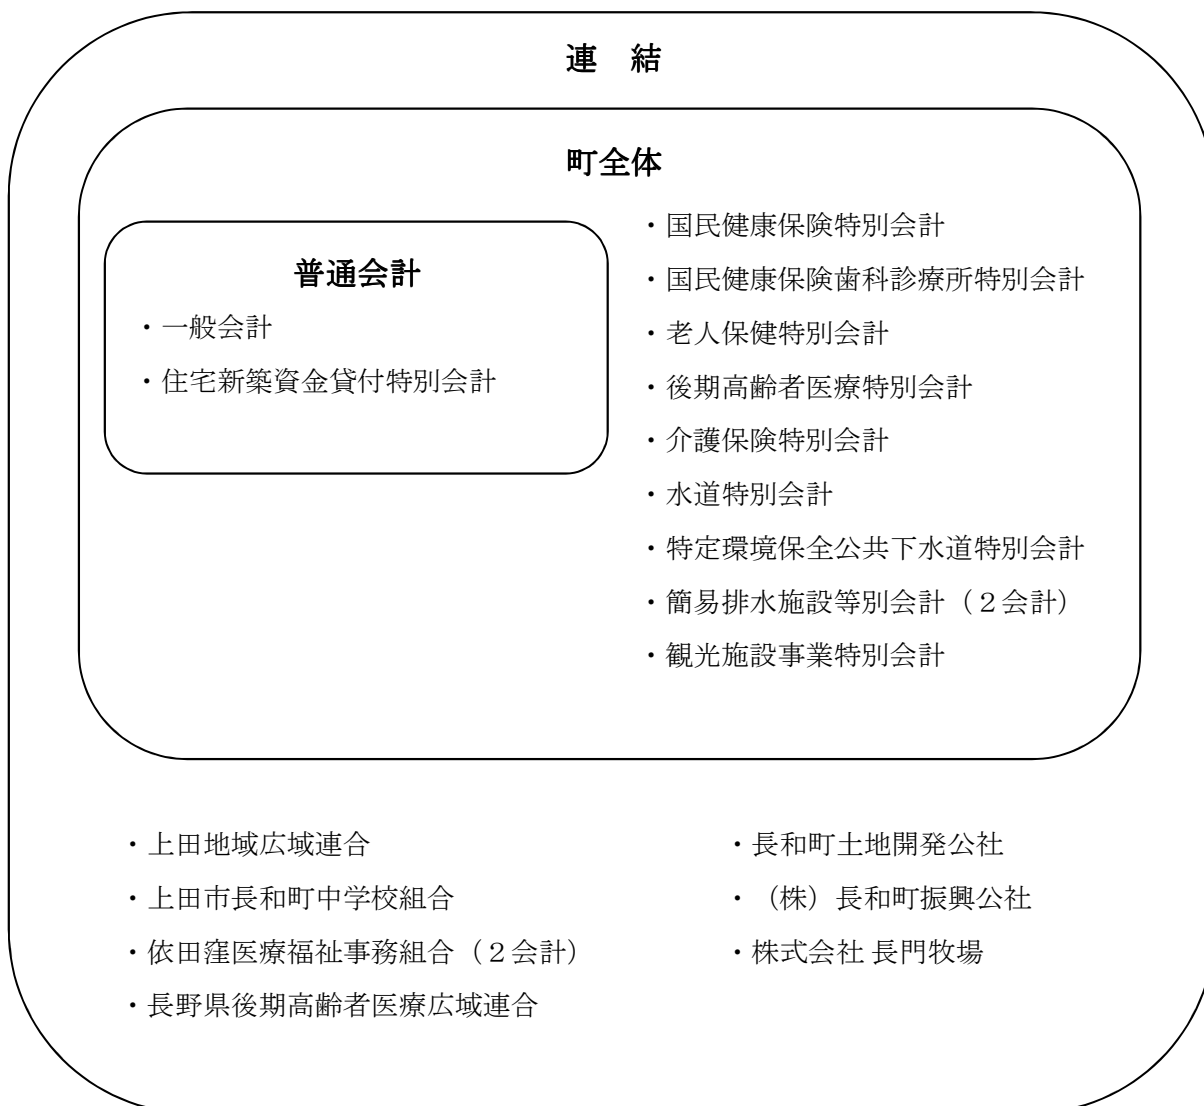 連　結
町全体
普通会計
・一般会計
・住宅新築資金貸付特別会計
・国民健康保険特別会計
・国民健康保険歯科診療所特別会計
・老人保健特別会計
・後期高齢者医療特別会計
・介護保険特別会計
・水道特別会計
・特定環境保全公共下水道特別会計
・簡易排水施設等別会計（２会計）
・観光施設事業特別会計
・上田地域広域連合
・上田市長和町中学校組合
・依田窪医療福祉事務組合（２会計）
・長野県後期高齢者医療広域連合
・長和町土地開発公社
・（株）長和町振興公社
・株式会社 長門牧場